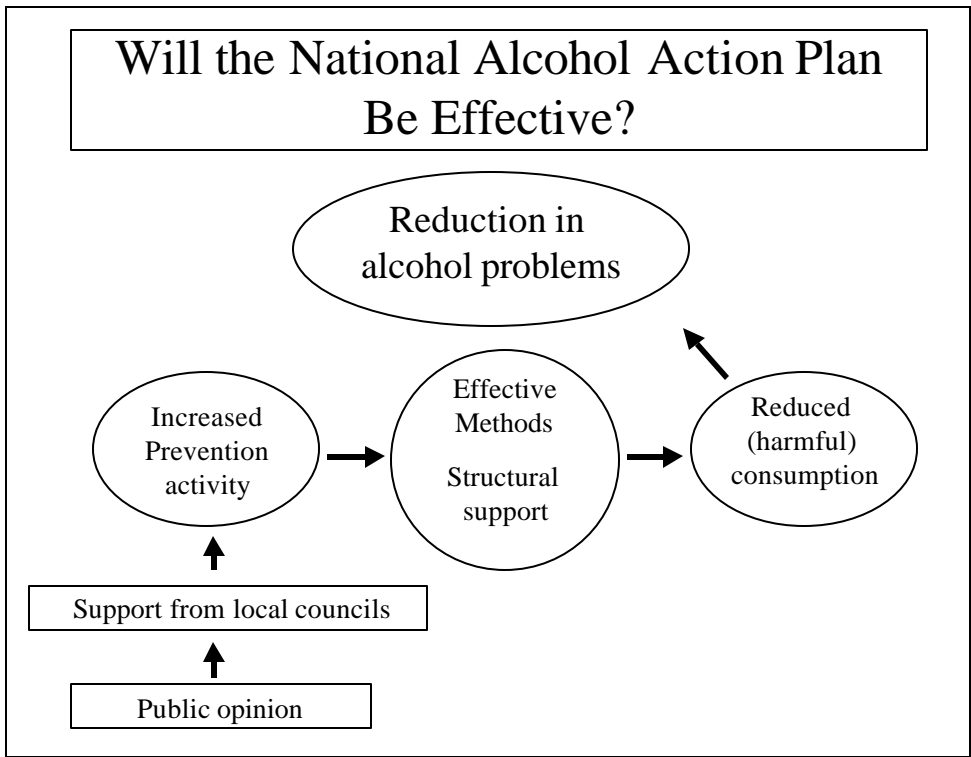 Will the National Alcohol Action Plan
Be Effective?
Reduction in
alcohol problems
Increased
Prevention
activity
Effective
Methods
Structural
support
Reduced
(harmful)
consumption
Support from local councils
Public opinion